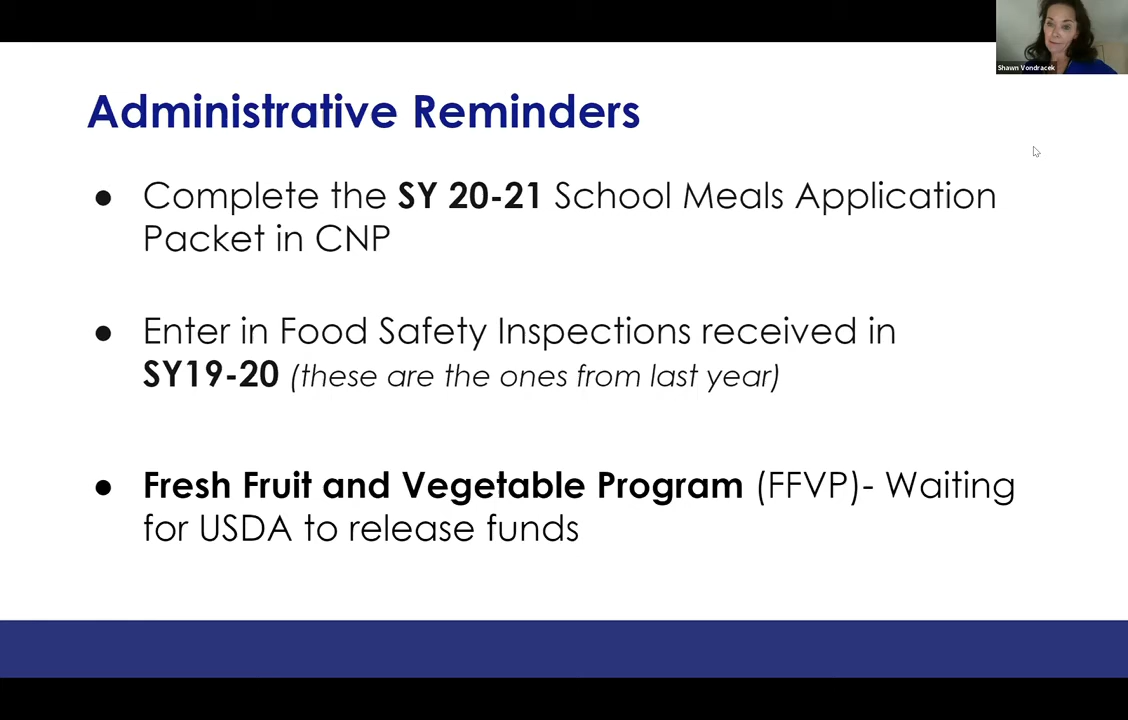 Shawn Vondracek
Administrative Reminders
● Complete the SY 20-21 School Meals Application
Packet in CNP
● Enter in Food Safety Inspections received in
SY19-20 (these are the ones from last year)
● Fresh Fruit and Vegetable Program (FFVP)- Waiting
for USDA to release funds